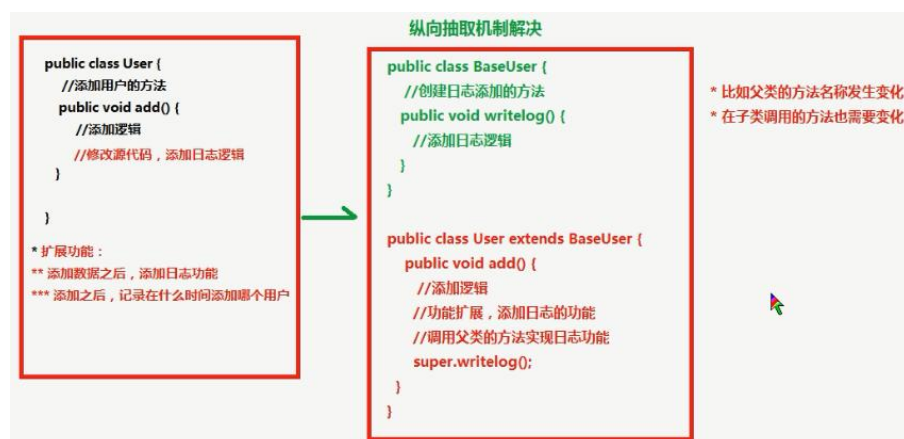 纵向抽取机制解决
public class User {
//添加用户的方法
public void add() {
//添加逻辑
//修改源代码，添加日志逻辑
}
}
* 扩展功能：
** 添加数据之后，添加日志功能
*** 添加之后，记录在什么时间添加哪个用户
public class BaseUser {
//创建日志添加的方法
public void writelog() {
//添加日志逻辑
}
}
public class User extends BaseUser {
public void add() {
//添加逻辑
//功能扩展，添加日志的功能
//调用父类的方法实现日志功能
super.writelog();
}
}
* 比如父类的方法名称发生变化
* 在子类调用的方法也需要变化